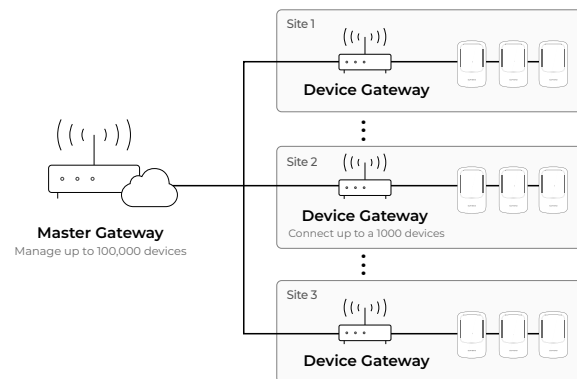 Site 1
Device Gateway
Site 2
Device Gateway
Connect up to a 1000 devices
Master Gateway
Manage up to 100,000 devices
Site 3
Device Gateway